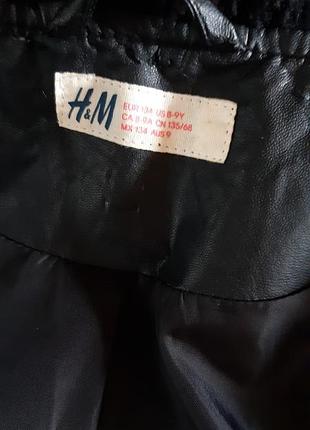 H&M
EUR 134 US 8-9Y
CA 8-9A CN 135/68
MX 134 AUS 9